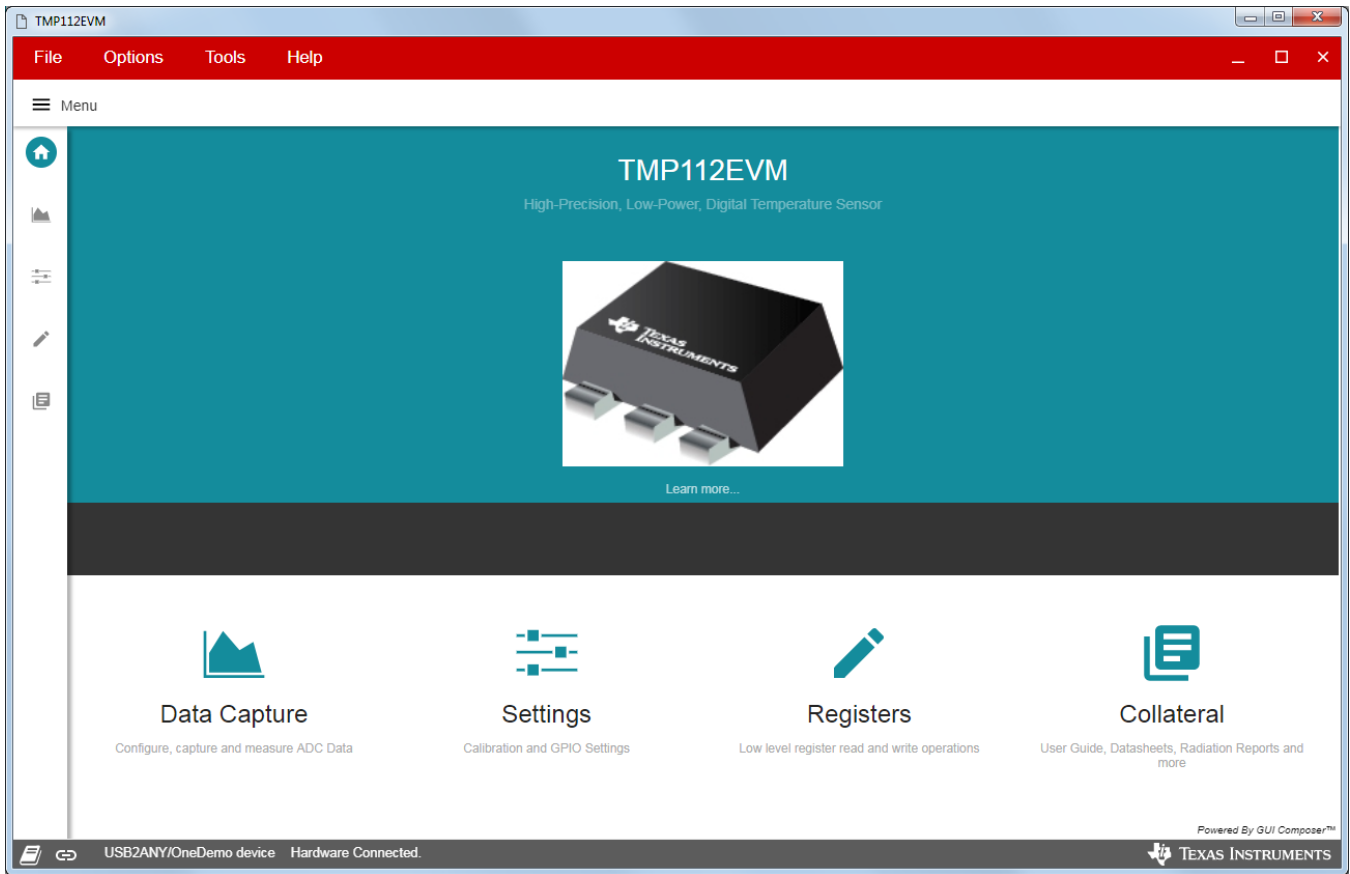 TMP112EVM
File Options Tools Help
Menu
TMP112EVM
High-Precision, Low-Power, Digital Temperature Sensor
TEXAS
INSTRUMENTS
Learn more...
Data Capture
Configure, capture and measure ADC Data
Settings
Calibration and GPIO Settings
Registers
Low level register read and write operations
Collateral
User Guide, Datasheets, Radiation Reports and
more
Powered By GUI Composer™
USB2ANY/OneDemo device Hardware Connected.
TEXAS INSTRUMENTS